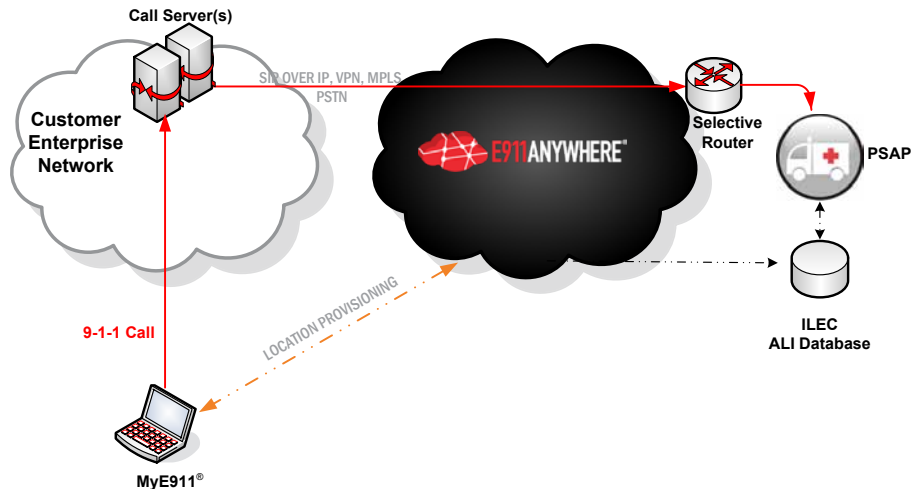 Call Server(s)
SIP OVER IP, VPN, MPLS
PSTN
Customer
Enterprise
Network
E911ANYWHERE®
Selective
Router
PSAP
LOCATION PROVISIONING
9-1-1 Call
ILEC
ALI Database
MyE911®